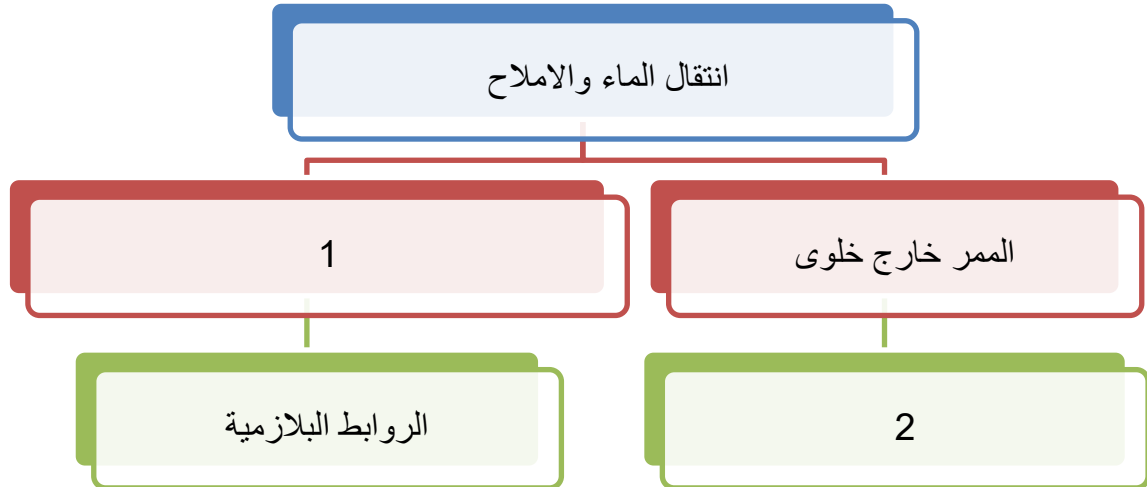 انتقال الماء والاملاح
الممر خارج خلوى
1
2
الروابط البلازمية